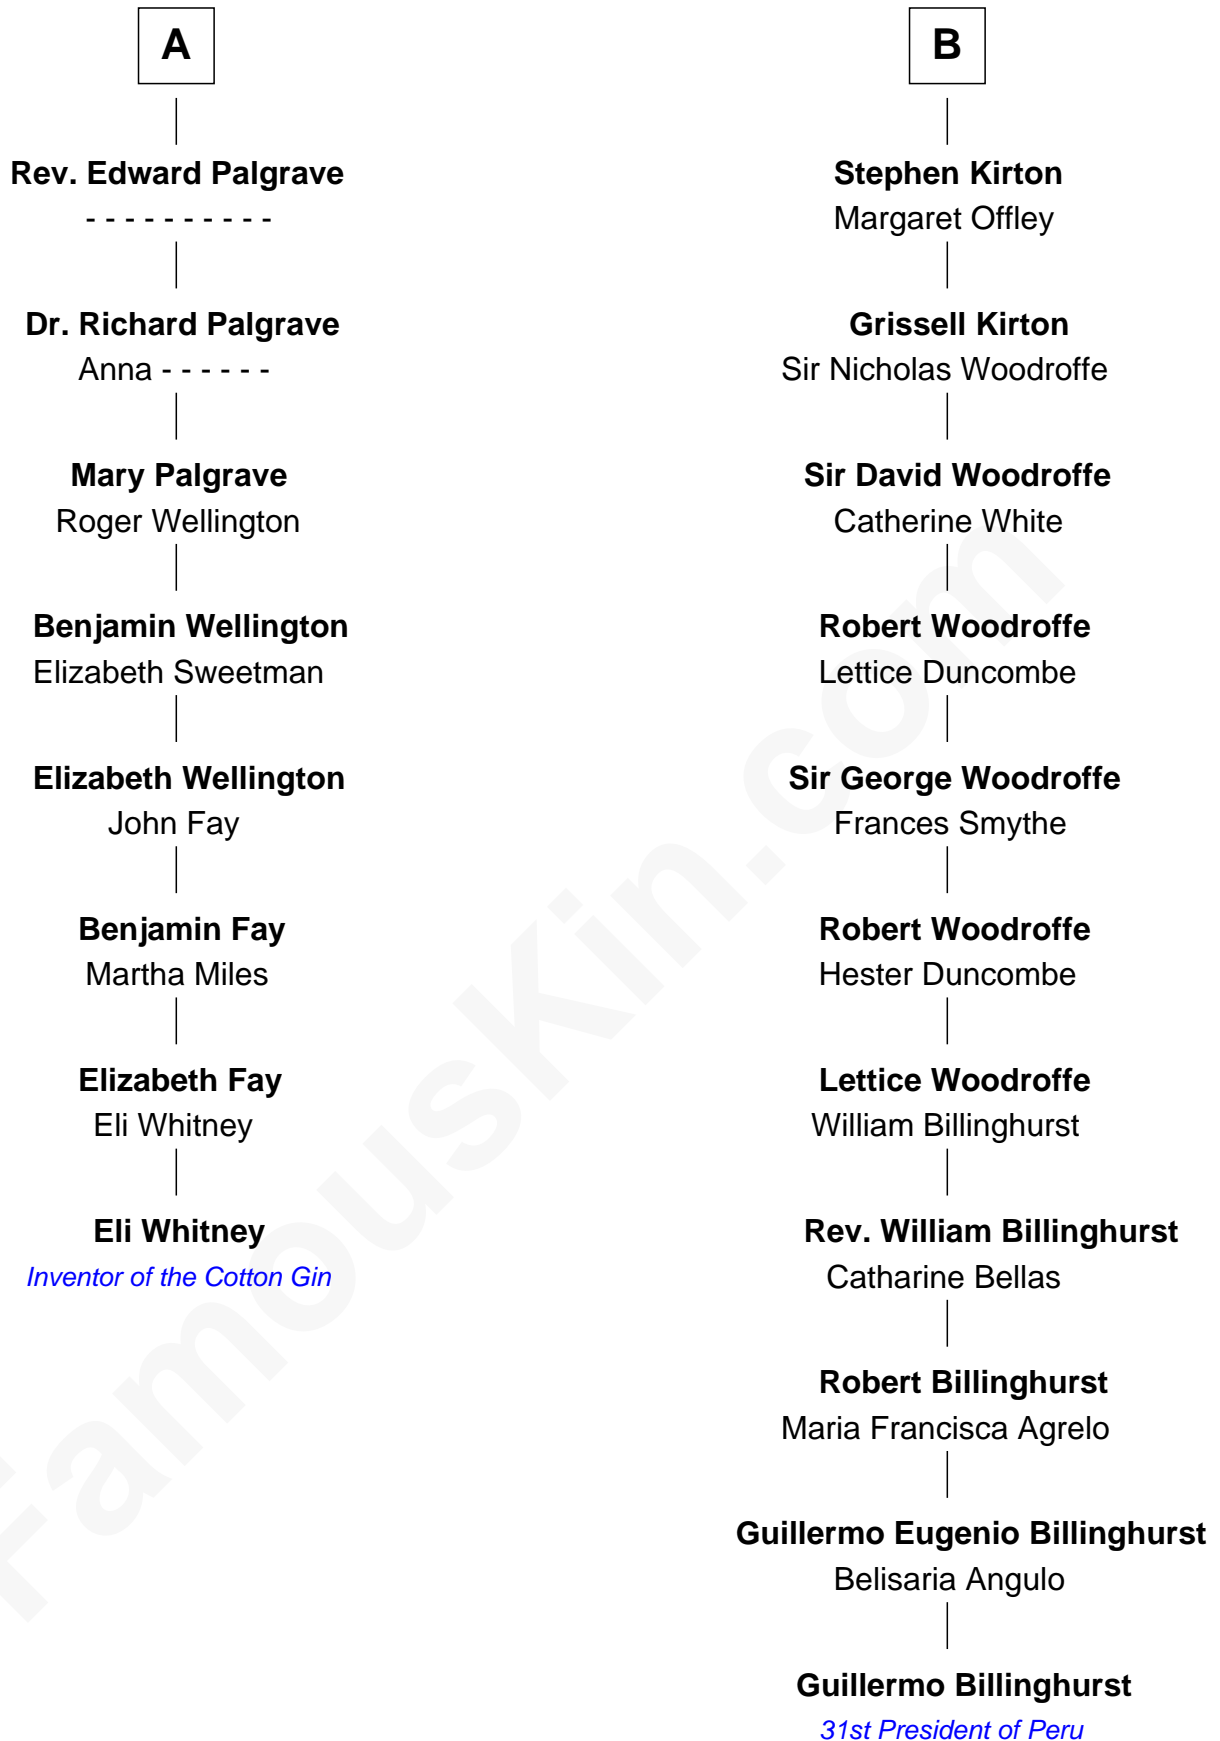 A
Rev. Edward Palgrave
- - - - - - - - - -
Dr. Richard Palgrave
Anna - - - - - -
Mary Palgrave
Roger Wellington
Benjamin Wellington
Elizabeth Sweetman
Elizabeth Wellington
John Fay
Benjamin Fay
Martha Miles
Elizabeth Fay
Eli Whitney
Eli Whitney
Inventor of the Cotton Gin
B
Stephen Kirton
Margaret Offley
Grissell Kirton
Sir Nicholas Woodroffe
Sir David Woodroffe
Catherine White
Robert Woodroffe
Lettice Duncombe
Sir George Woodroffe
Frances Smythe
Robert Woodroffe
Hester Duncombe
Lettice Woodroffe
William Billinghurst
Rev. William Billinghurst
Catharine Bellas
Robert Billinghurst
Maria Francisca Agrelo
Guillermo Eugenio Billinghurst
Belisaria Angulo
Guillermo Billinghurst
31st President of Peru
FamousKin.com